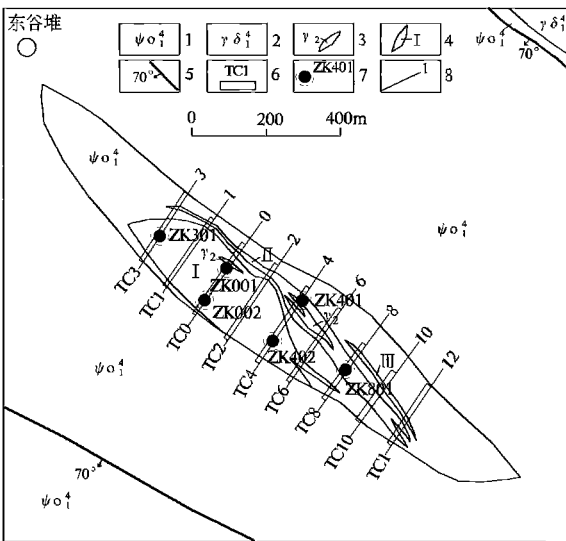 东谷堆
ψο₁⁴ 1 γδ₁⁴ 2 γ₂ 3 I 4
70° 5 TC1 6 ZK401 7 1 8
0 200 400m
ψο₁⁴ γδ₁⁴
70°
ψο₁⁴
3
1
0
2
4
6
8
10
12
ψο₁⁴
ZK301
γ₂
II
I
ZK001
ZK002
ZK401
γ₂
ZK402
ZK801
III
TC3
TC1
TC0
TC2
TC4
TC6
TC8
TC10
TC1
ψο₁⁴
70°
ψο₁⁴